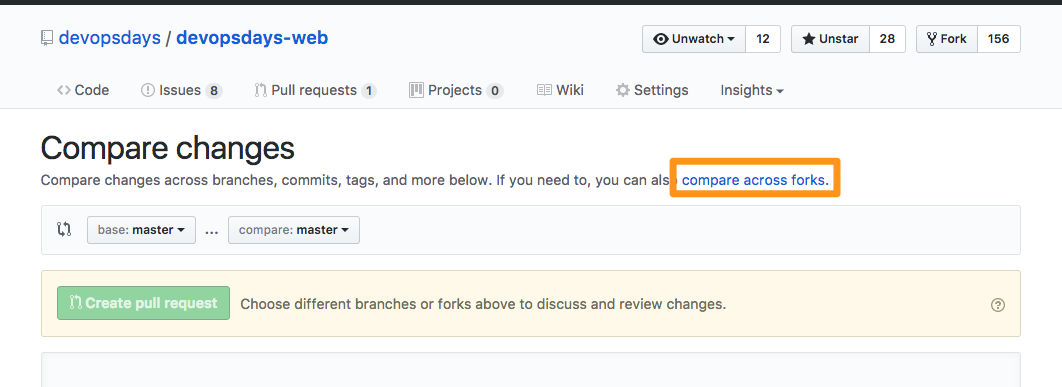 devopsdays / devopsdays-web
Unwatch 12 Unstar 28 Fork 156
Code Issues 8 Pull requests 1 Projects 0 Wiki Settings Insights
Compare changes
Compare changes across branches, commits, tags, and more below. If you need to, you can als compare across forks.
base: master ... compare: master
Create pull request Choose different branches or forks above to discuss and review changes. ?